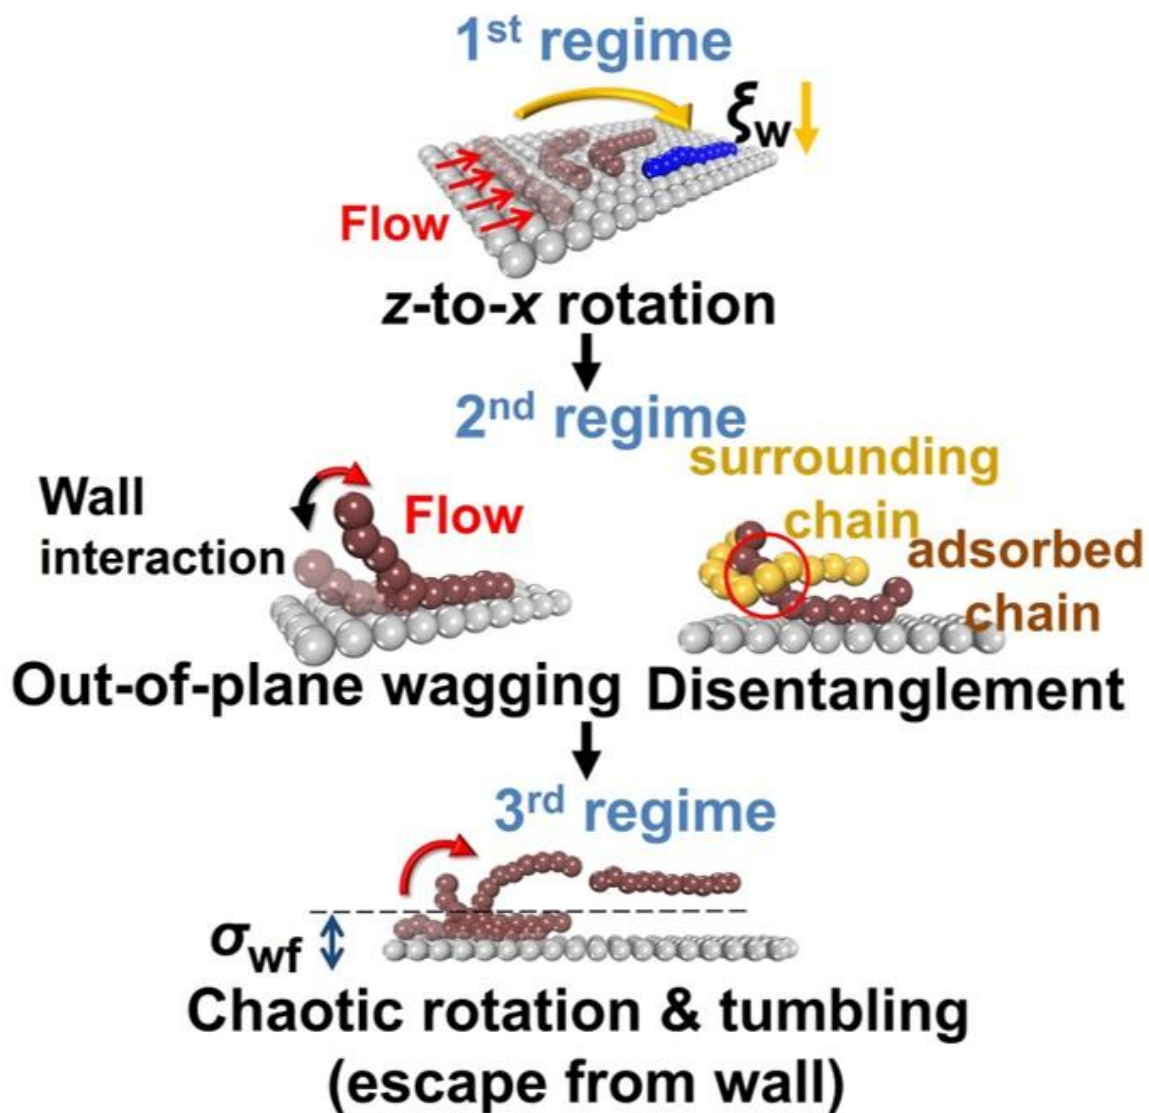 1st regime
ξw
Flow
z-to-x rotation
2nd regime
Wall
interaction
Flow
surrounding
chain
adsorbed
chain
Out-of-plane wagging
Disentanglement
3rd regime
σwf
Chaotic rotation & tumbling
(escape from wall)